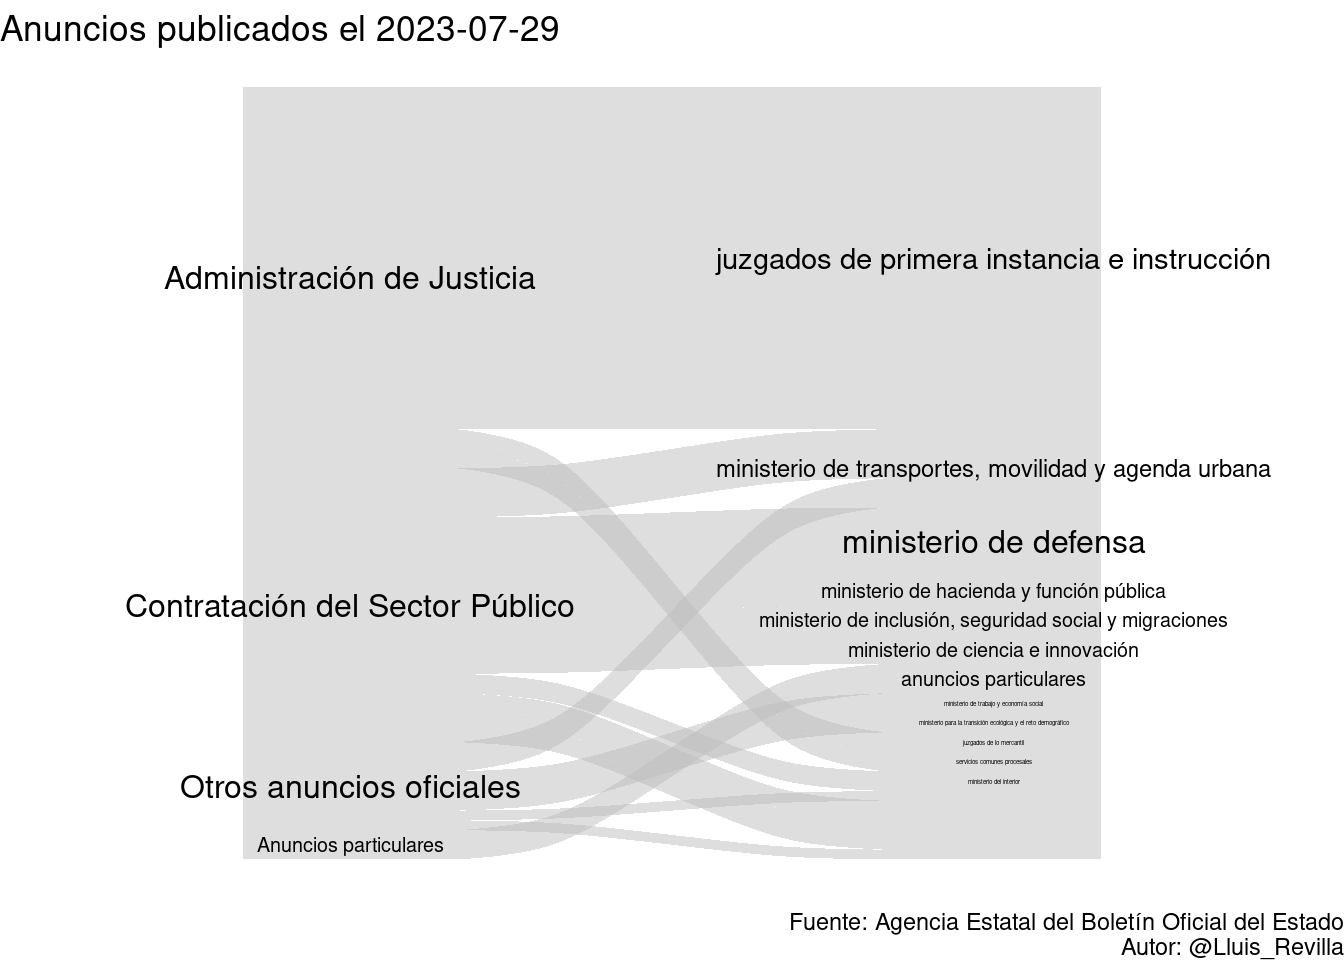 Anuncios publicados el 2023-07-29
Administración de Justicia
Contratación del Sector Público
Otros anuncios oficiales
Anuncios particulares
juzgados de primera instancia e instrucción
ministerio de transportes, movilidad y agenda urbana
ministerio de defensa
ministerio de hacienda y función pública
ministerio de inclusión, seguridad social y migraciones
ministerio de ciencia e innovación
anuncios particulares
ministerio de trabajo y economía social
ministerio para la transición ecológica y el reto demográfico
juzgados de lo mercantil
servicios comunes procesales
ministerio del interior
Fuente: Agencia Estatal del Boletín Oficial del Estado
Autor: @Lluis_Revilla